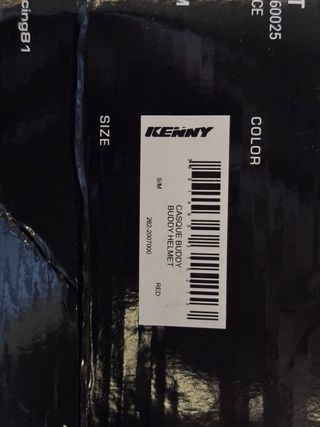 cing81
T
60025
CE
M
SIZE
COLOR
KENNY
CASQUE BUDDY
BUDDY HELMET
S/M
262-2007000
RED